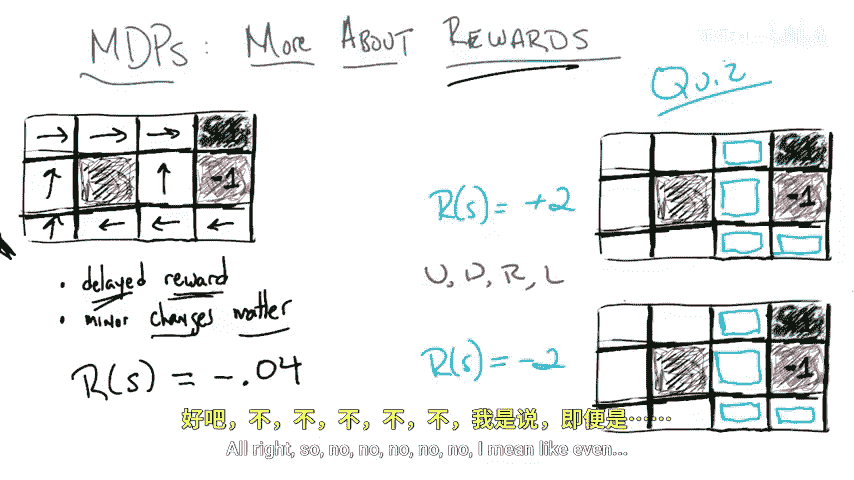 MDPs: More About Rewards
Quiz
-1
R(s) = +2
-1
U, D, R, L
• delayed reward
• minor changes matter
R(s) = -.04
R(s) = -2
-1
好吧，不，不，不，不，不，我是说，即便是……
All right, so, no, no, no, no, no, I mean like even...